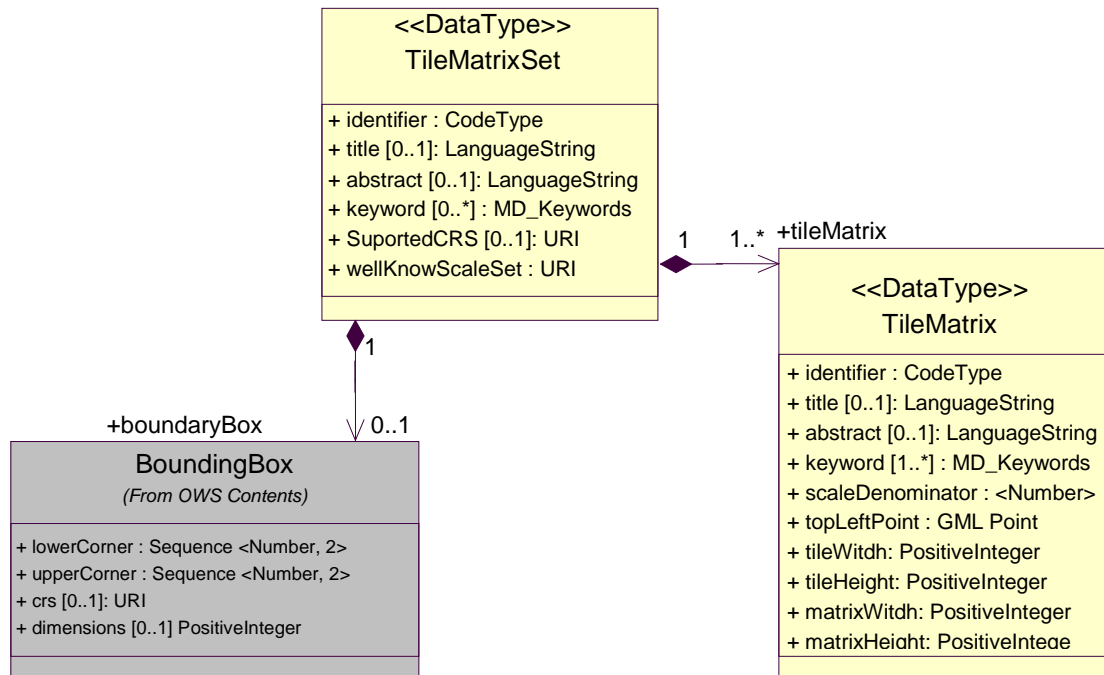 <<DataType>>
TileMatrixSet
+ identifier : CodeType
+ title [0..1]: LanguageString
+ abstract [0..1]: LanguageString
+ keyword [0..*] : MD_Keywords
+ SuportedCRS [0..1]: URI
+ wellKnowScaleSet : URI
1
1..*
+tileMatrix
<<DataType>>
TileMatrix
+ identifier : CodeType
+ title [0..1]: LanguageString
+ abstract [0..1]: LanguageString
+ keyword [1..*] : MD_Keywords
+ scaleDenominator : <Number>
+ topLeftPoint : GML Point
+ tileWitdh: PositiveInteger
+ tileHeight: PositiveInteger
+ matrixWitdh: PositiveInteger
+ matrixHeight: PositiveIntege
1
0..1
+boundaryBox
BoundingBox
(From OWS Contents)
+ lowerCorner : Sequence <Number, 2>
+ upperCorner : Sequence <Number, 2>
+ crs [0..1]: URI
+ dimensions [0..1] PositiveInteger